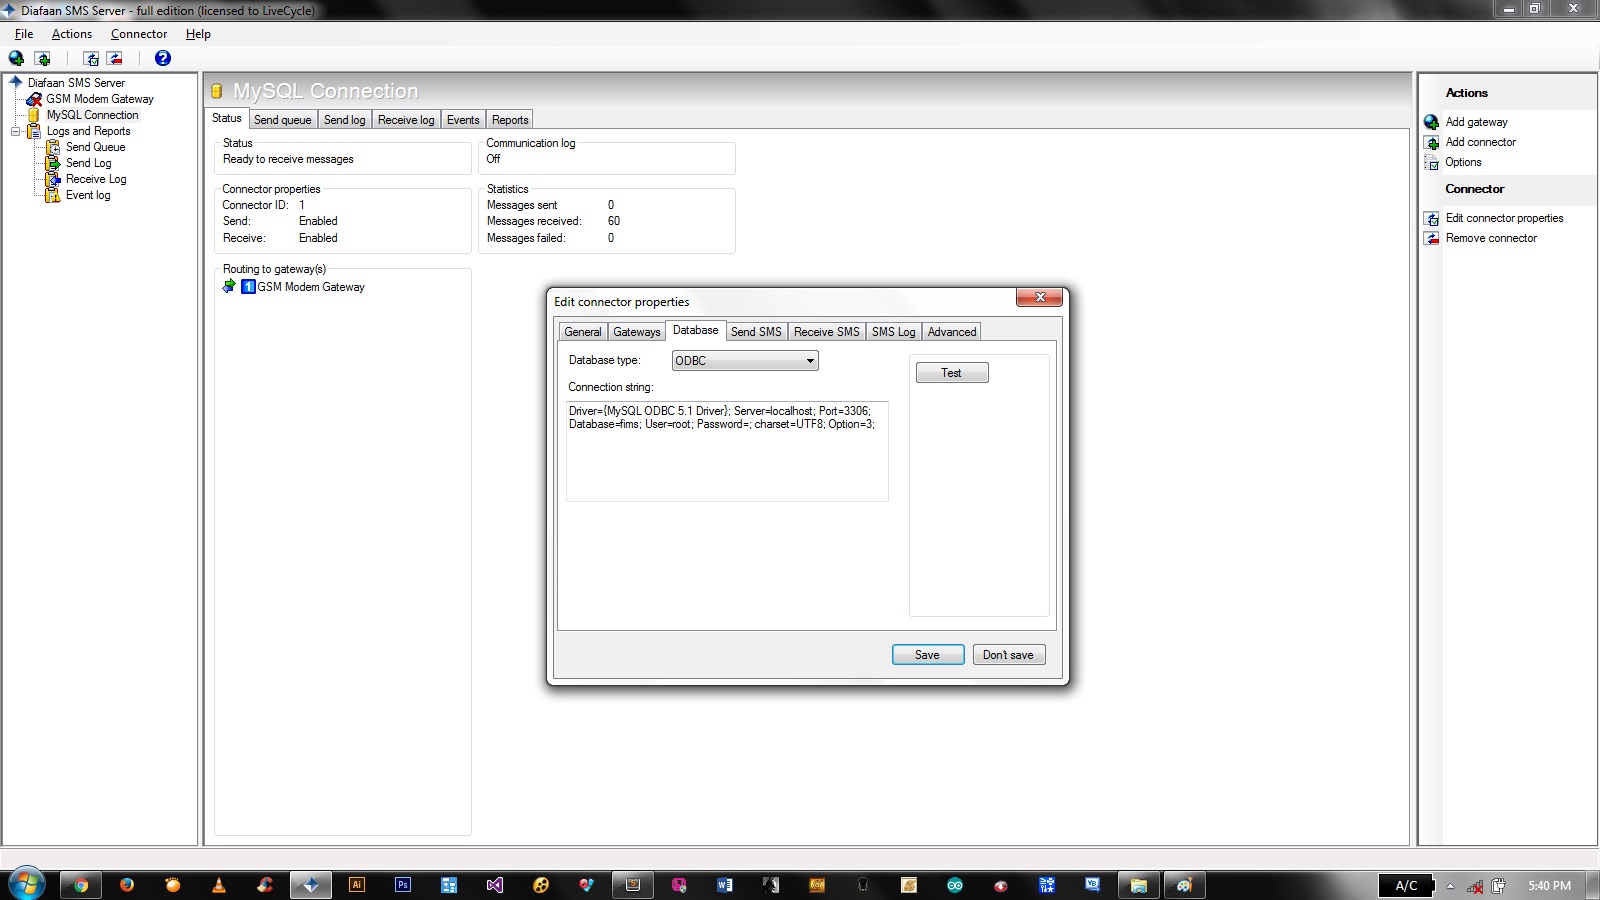 Diafaan SMS Server - full edition (licensed to LiveCycle)
File Actions Connector Help
Diafaan SMS Server
GSM Modem Gateway
MySQL Connection
Logs and Reports
Send Queue
Send Log
Receive Log
Event log
MySQL Connection
Status Send queue Send log Receive log Events Reports
Status
Ready to receive messages
Communication log
Off
Connector properties
Connector ID: 1
Send: Enabled
Receive: Enabled
Statistics
Messages sent 0
Messages received: 60
Messages failed: 0
Routing to gateway(s)
1 GSM Modem Gateway
Edit connector properties
General Gateways Database Send SMS Receive SMS SMS Log Advanced
Database type: ODBC
Test
Connection string:
Driver={MySQL ODBC 5.1 Driver}; Server=localhost; Port=3306;
Database=fims; User=root; Password=; charset=UTF8; Option=3;
Save Don't save
Actions
Add gateway
Add connector
Options
Connector
Edit connector properties
Remove connector
Ai Ps
A/C 5:40 PM